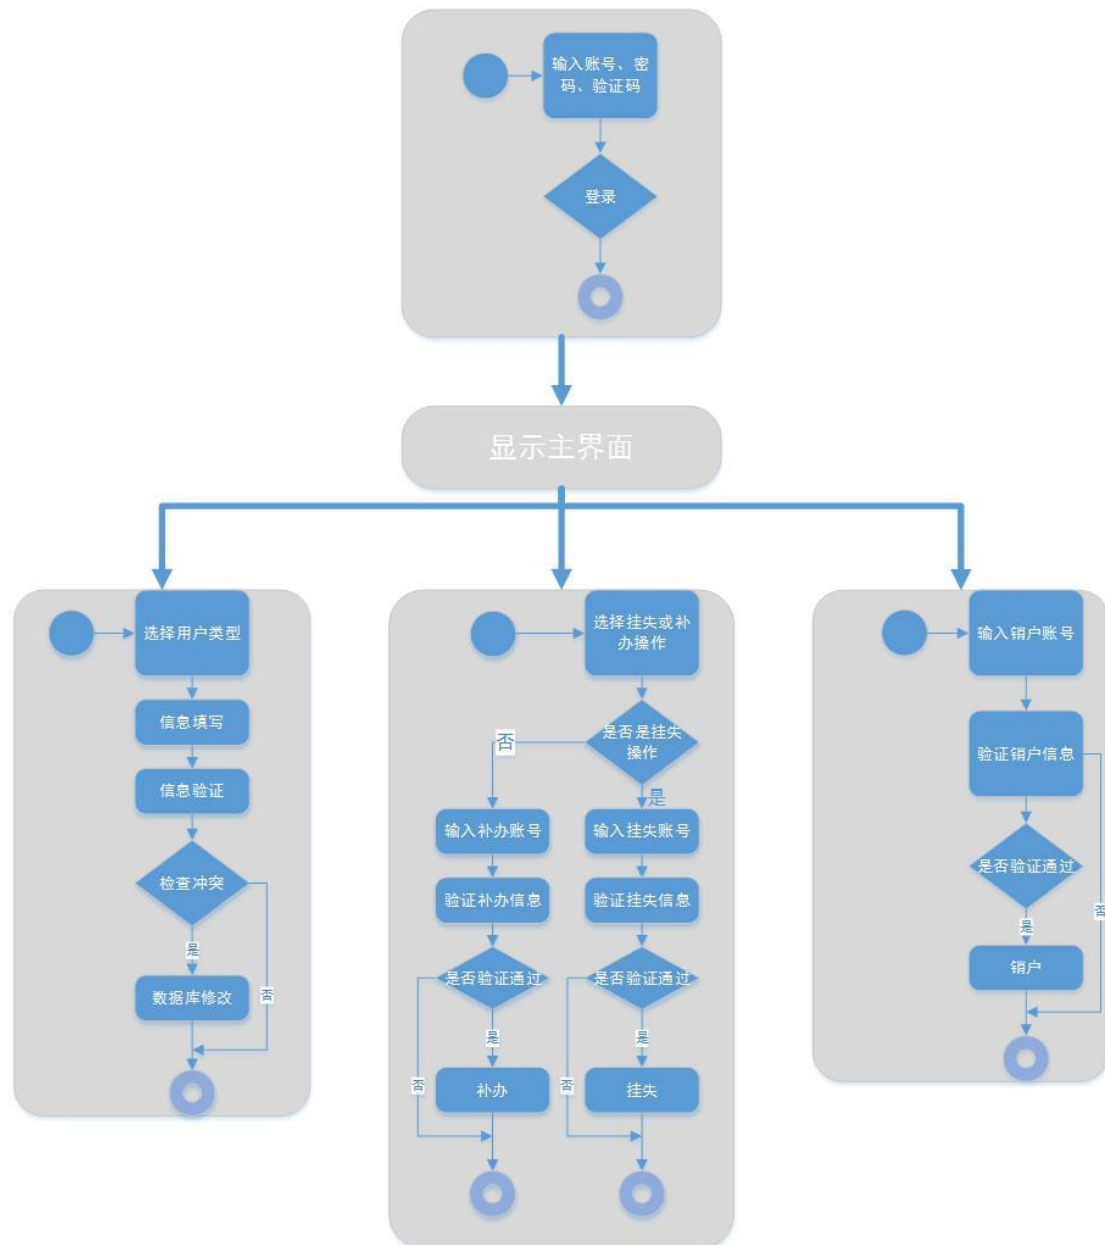 输入账号、密
码、验证码
登录
显示主界面
选择用户类型
信息填写
信息验证
检查冲突
是
否
数据库修改
选择挂失或补
办操作
是否是挂失
操作
否
是
输入补办账号
输入挂失账号
验证补办信息
验证挂失信息
是否验证通过
是否验证通过
是
是
否
否
补办
挂失
输入销户账号
验证销户信息
是否验证通过
否
是
销户